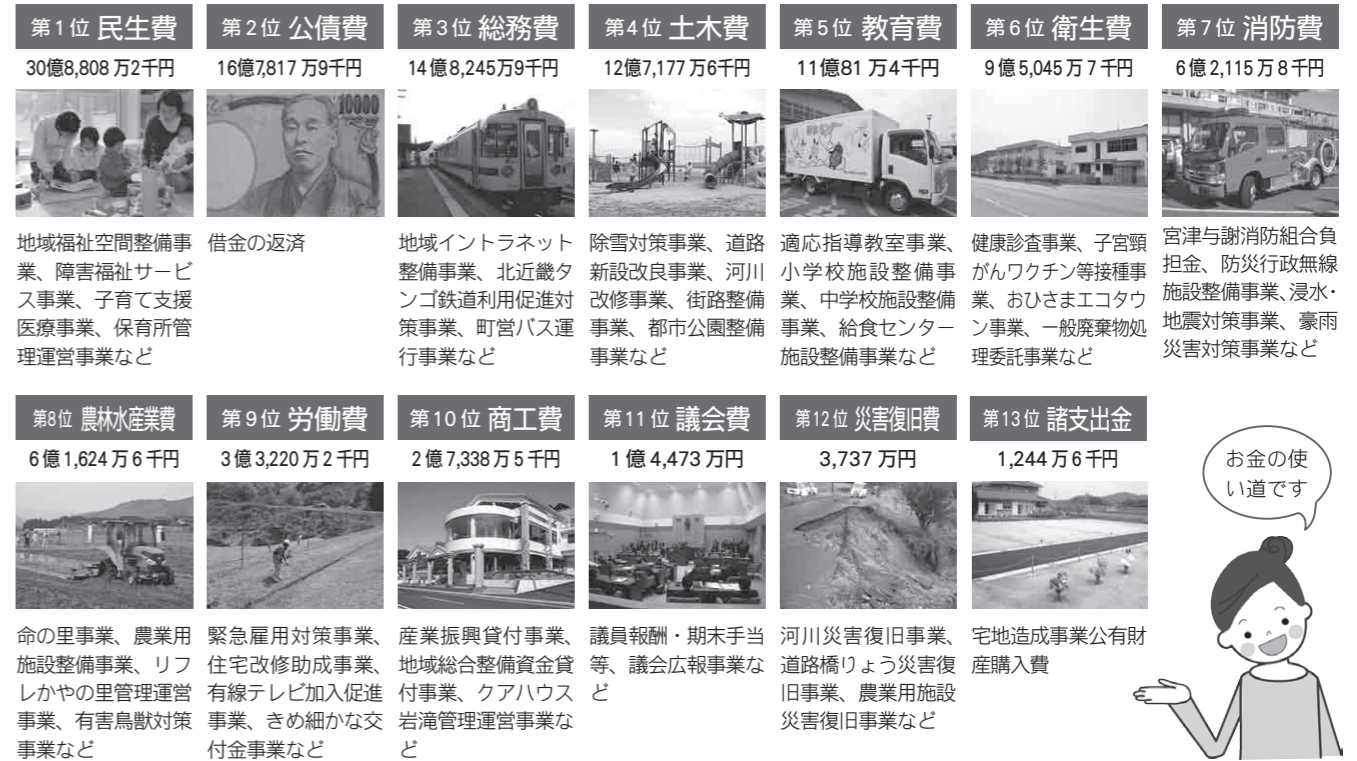 第1位 民生費
30億8,808万2千円
地域福祉空間整備事
業、障害福祉サービ
ス事業、子育て支援
医療事業、保育所管
理運営事業など
第2位 公債費
16億7,817万9千円
10000
借金の返済
第3位 総務費
14億8,245万9千円
地域イントラネット
整備事業、北近畿タ
ンゴ鉄道利用促進対
策事業、町営バス運
行事業など
第4位 土木費
12億7,177万6千円
除雪対策事業、道路
新設改良事業、河川
改修事業、街路整備
事業、都市公園整備
事業など
第5位 教育費
11億81万4千円
適応指導教室事業、
小学校施設整備事
業、中学校施設整備
事業、給食センター
施設整備事業など
第6位 衛生費
9億5,045万7千円
健康診査事業、子宮頸
がんワクチン等接種事
業、おひさまエコタウ
ン事業、一般廃棄物処
理委託事業など
第7位 消防費
6億2,115万8千円
宮津与謝消防組合負
担金、防災行政無線
施設整備事業、浸水・
地震対策事業、豪雨
災害対策事業など
第8位 農林水産業費
6億1,624万6千円
命の里事業、農業用
施設整備事業、リフ
レかやの里管理運営
事業、有害鳥獣対策
事業など
第9位 労働費
3億3,220万2千円
緊急雇用対策事業、
住宅改修助成事業、
有線テレビ加入促進
事業、きめ細かな交
付金事業など
第10位 商工費
2億7,338万5千円
産業振興貸付事業、
地域総合整備資金貸
付事業、クアハウス
岩滝管理運営事業な
ど
第11位 議会費
1億4,473万円
議員報酬・期末手当
等、議会広報事業な
ど
第12位 災害復旧費
3,737万円
河川災害復旧事業、
道路橋りょう災害復
旧事業、農業用施設
災害復旧事業など
第13位 諸支出金
1,244万6千円
宅地造成事業公有財
産購入費
お金の使
い道です